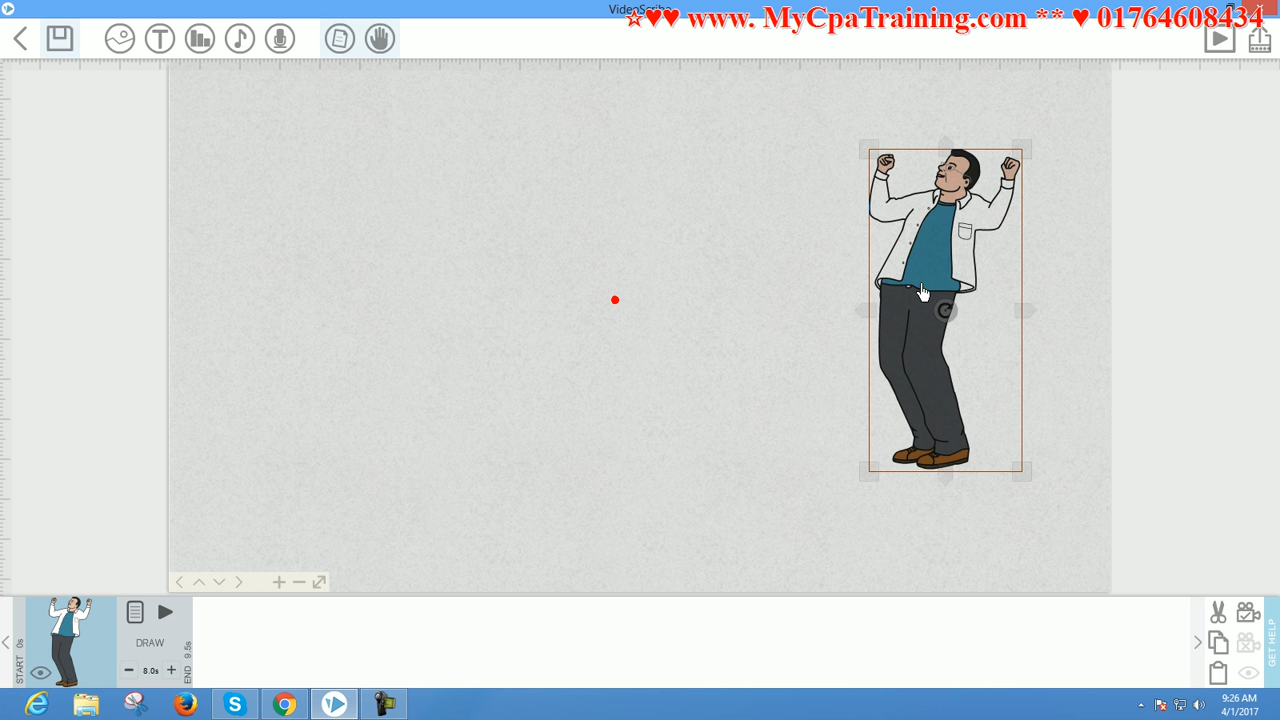 VideoScribe
☆♥♥ www. MyCpaTraining.com ** ♥ 01764608434
START 0s
DRAW
8.0s
END 9.5s
GET HELP
9:26 AM
4/1/2017